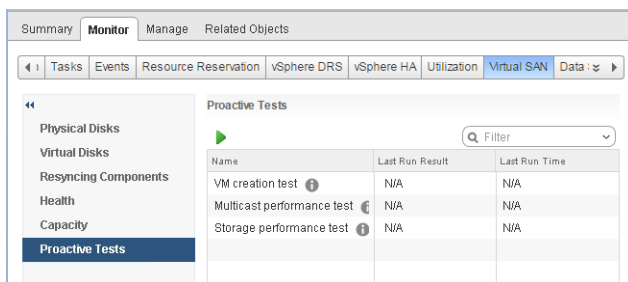 Summary Monitor Manage Related Objects
Tasks Events Resource Reservation vSphere DRS vSphere HA Utilization Virtual SAN Data
Proactive Tests
Physical Disks
Virtual Disks
Resyncing Components
Health
Capacity
Proactive Tests
Filter
Name Last Run Result Last Run Time
VM creation test N/A N/A
Multicast performance test N/A N/A
Storage performance test N/A N/A